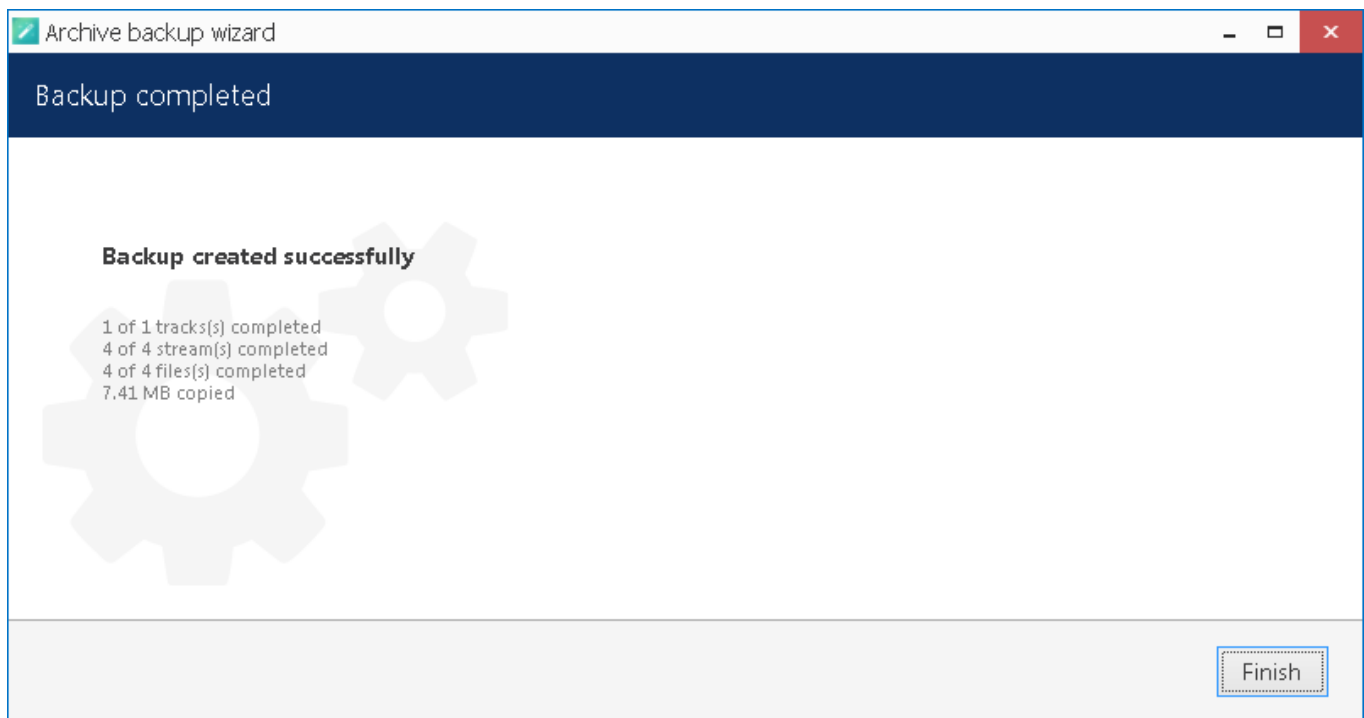 Archive backup wizard
Backup completed
Backup created successfully
1 of 1 tracks(s) completed
4 of 4 stream(s) completed
4 of 4 files(s) completed
7.41 MB copied
Finish